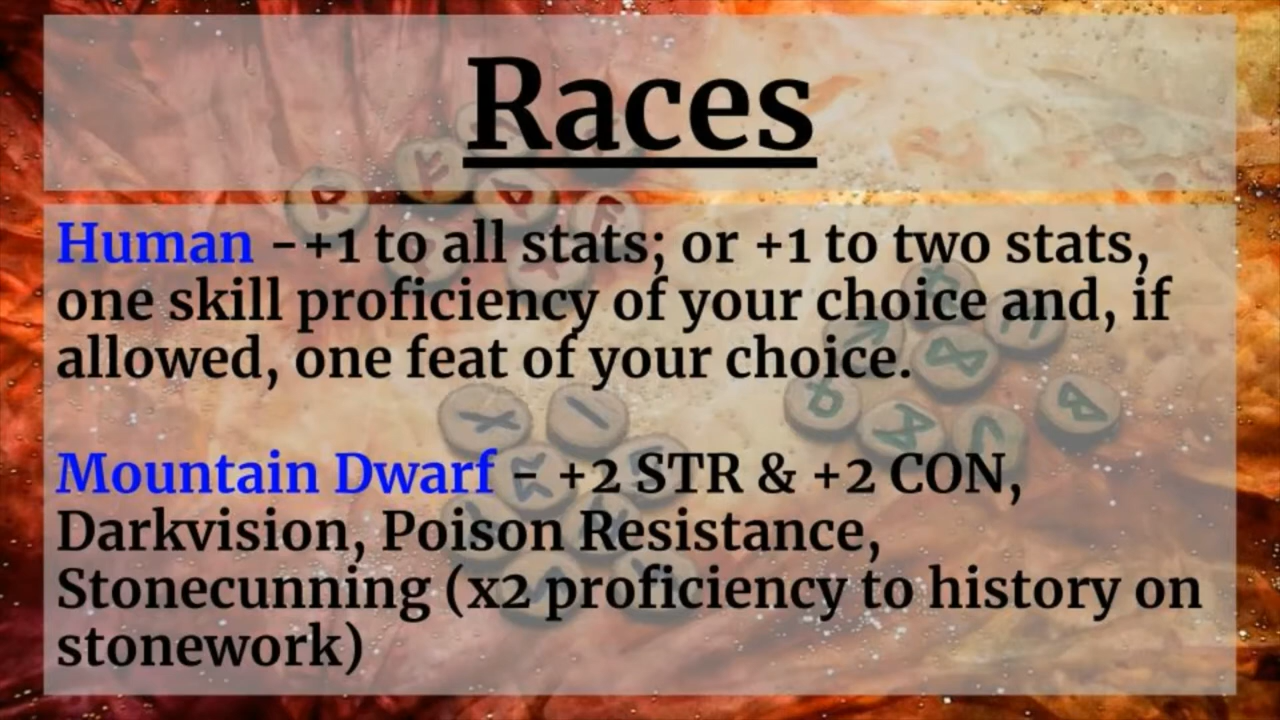 Races
Human -+1 to all stats; or +1 to two stats,
one skill proficiency of your choice and, if
allowed, one feat of your choice.
Mountain Dwarf - +2 STR & +2 CON,
Darkvision, Poison Resistance,
Stonecunning (x2 proficiency to history on
stonework)